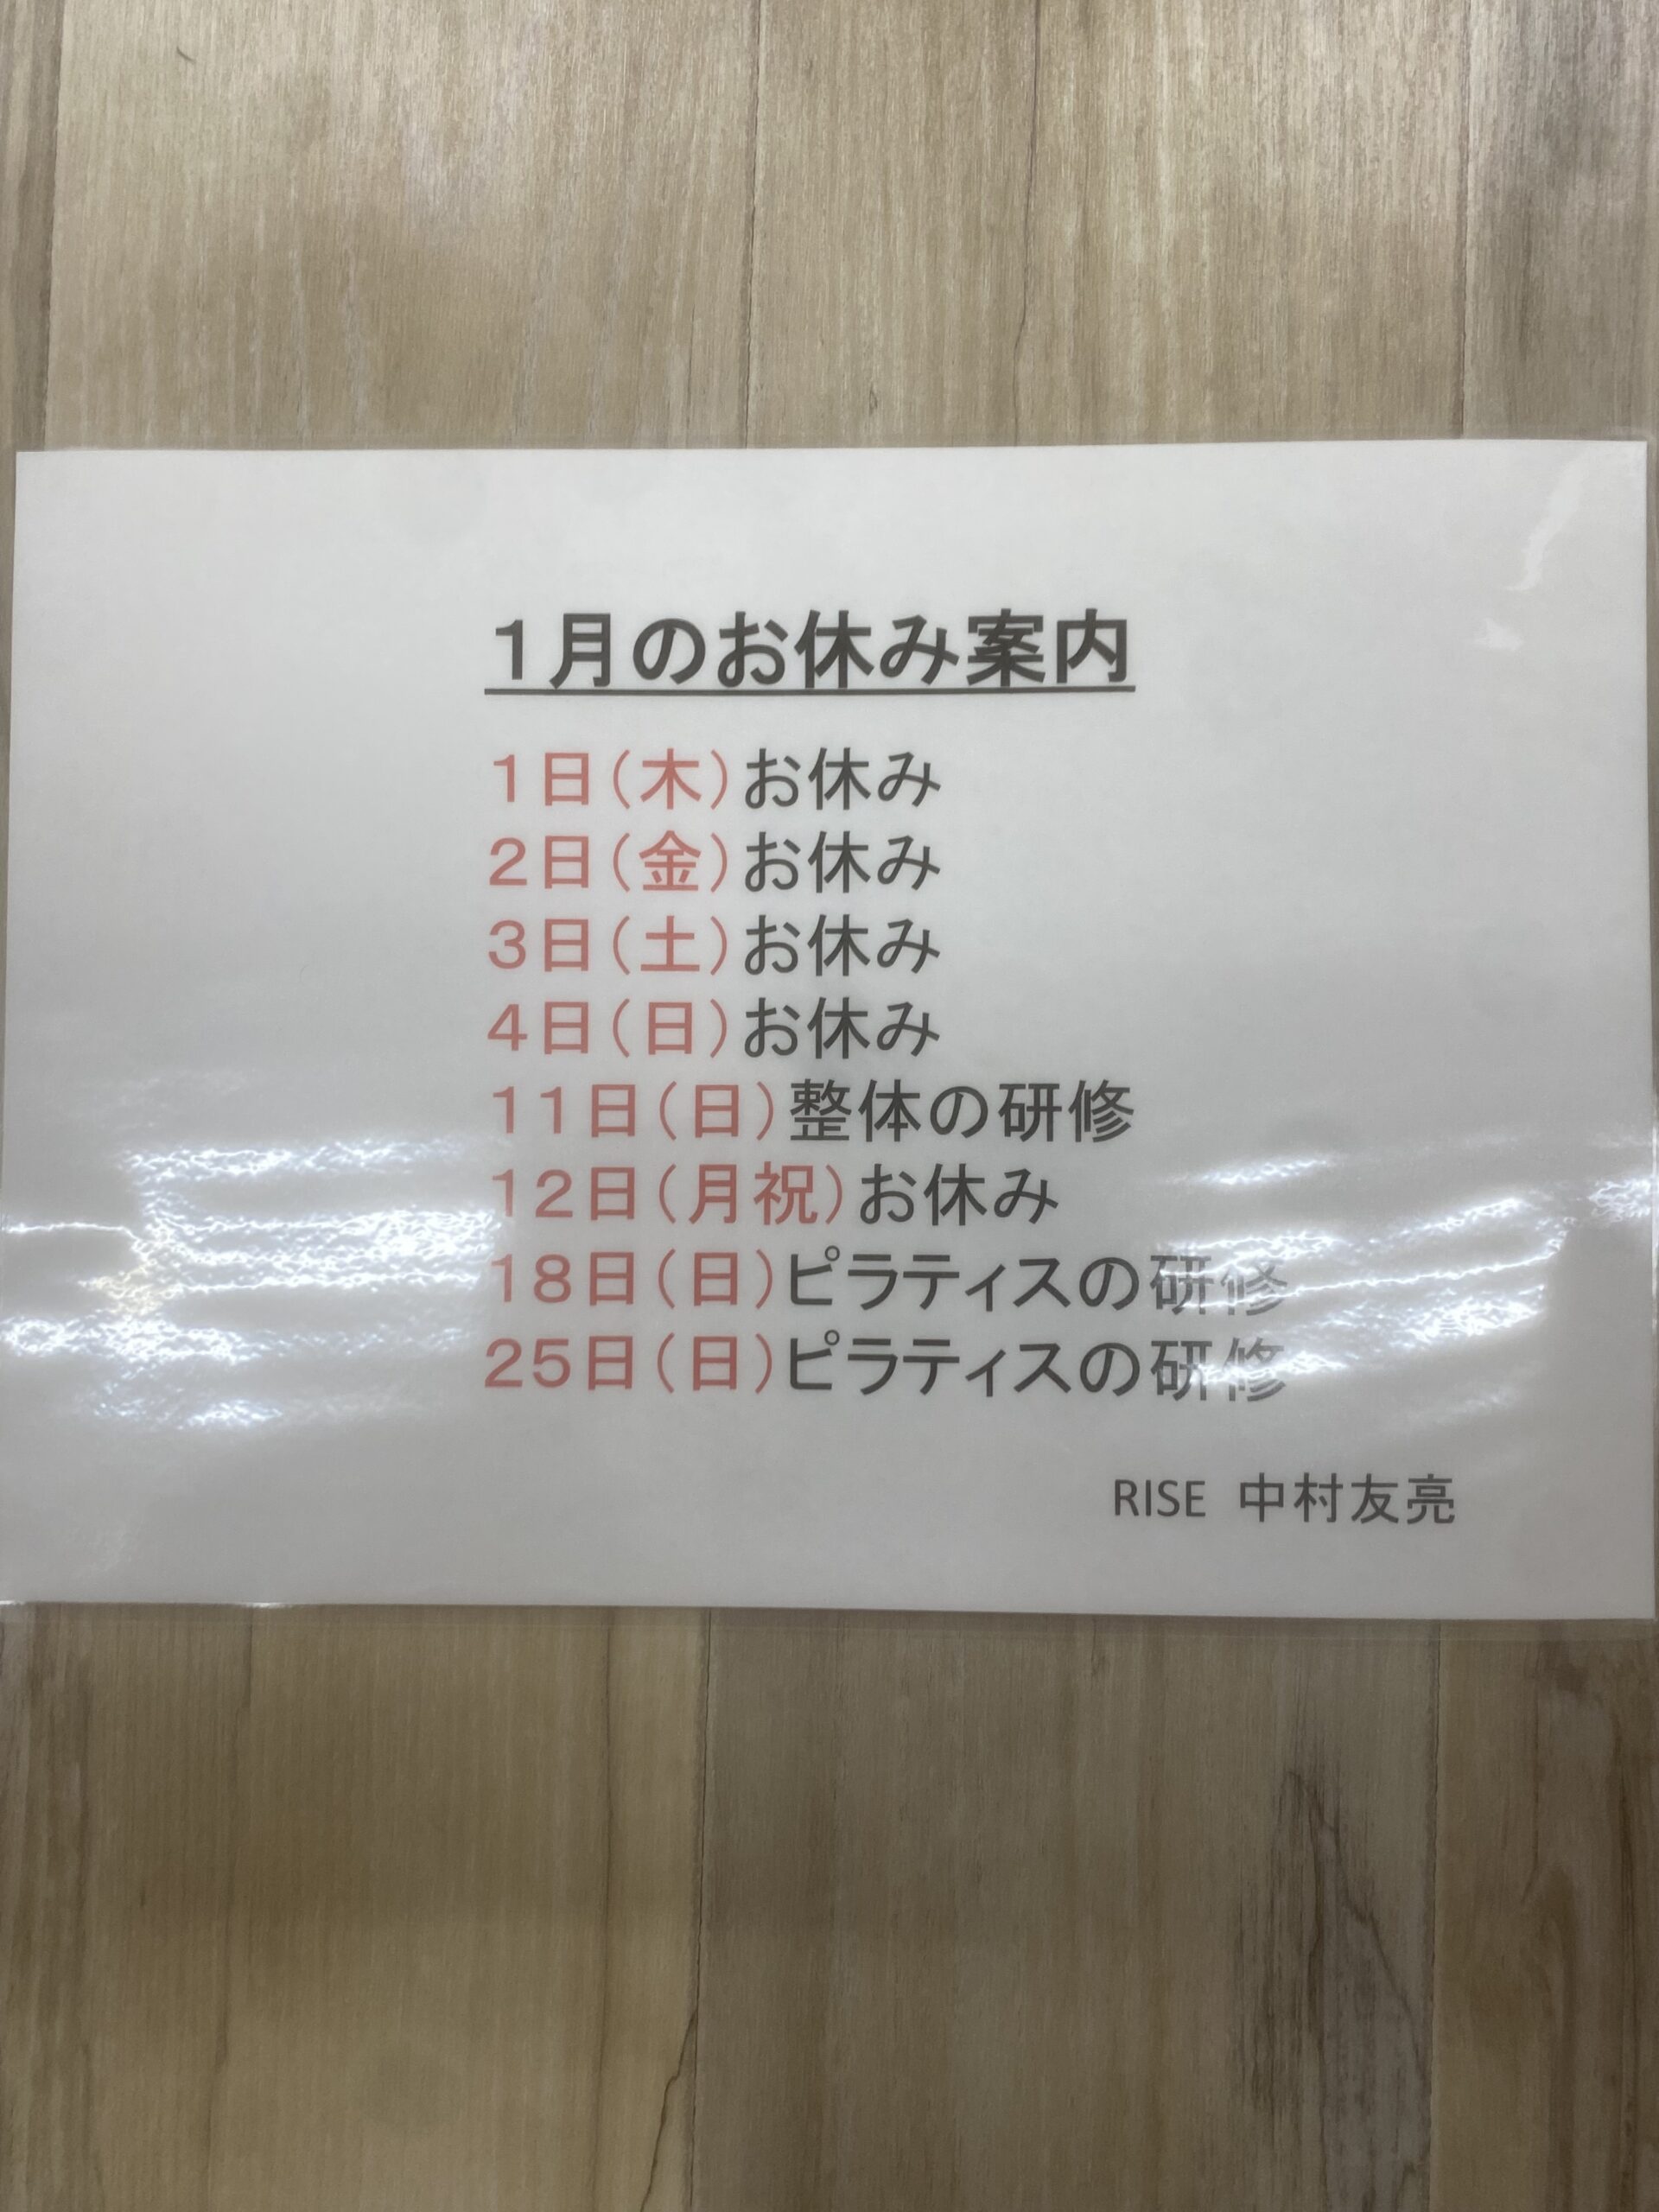 1月のお休み案内
1日(木)お休み
2日(金)お休み
3日(土)お休み
4日(日)お休み
11日(日)整体の研修
12日(月祝)お休み
18日(日)ピラティスの研修
25日(日)ピラティスの研修
RISE 中村友亮